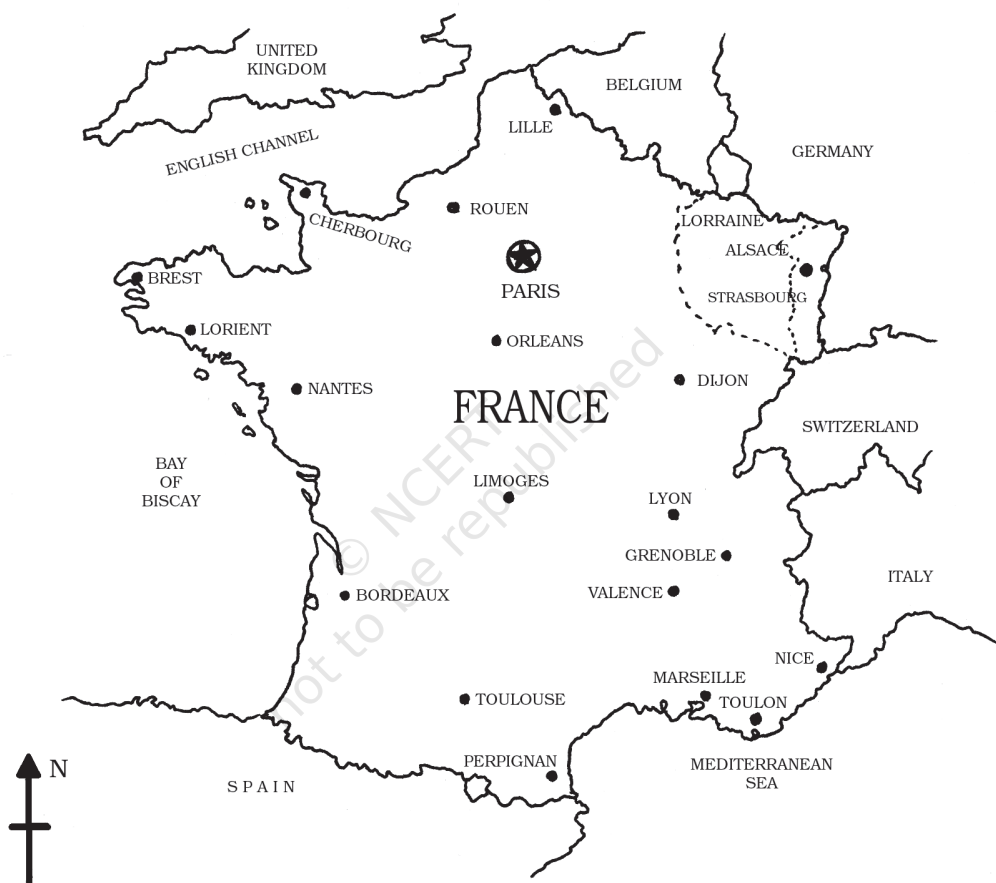 UNITED
KINGDOM
BELGIUM
LILLE
ENGLISH CHANNEL
GERMANY
ROUEN
CHERBOURG
LORRAINE
ALSACE
BREST
PARIS
STRASBOURG
LORIENT
ORLEANS
NANTES
DIJON
FRANCE
SWITZERLAND
BAY
OF
BISCAY
LIMOGES
LYON
GRENOBLE
ITALY
VALENCE
BORDEAUX
© NCERT
not to be republished
NICE
MARSEILLE
TOULOUSE
TOULON
PERPIGNAN
MEDITERRANEAN
SEA
N
SPAIN